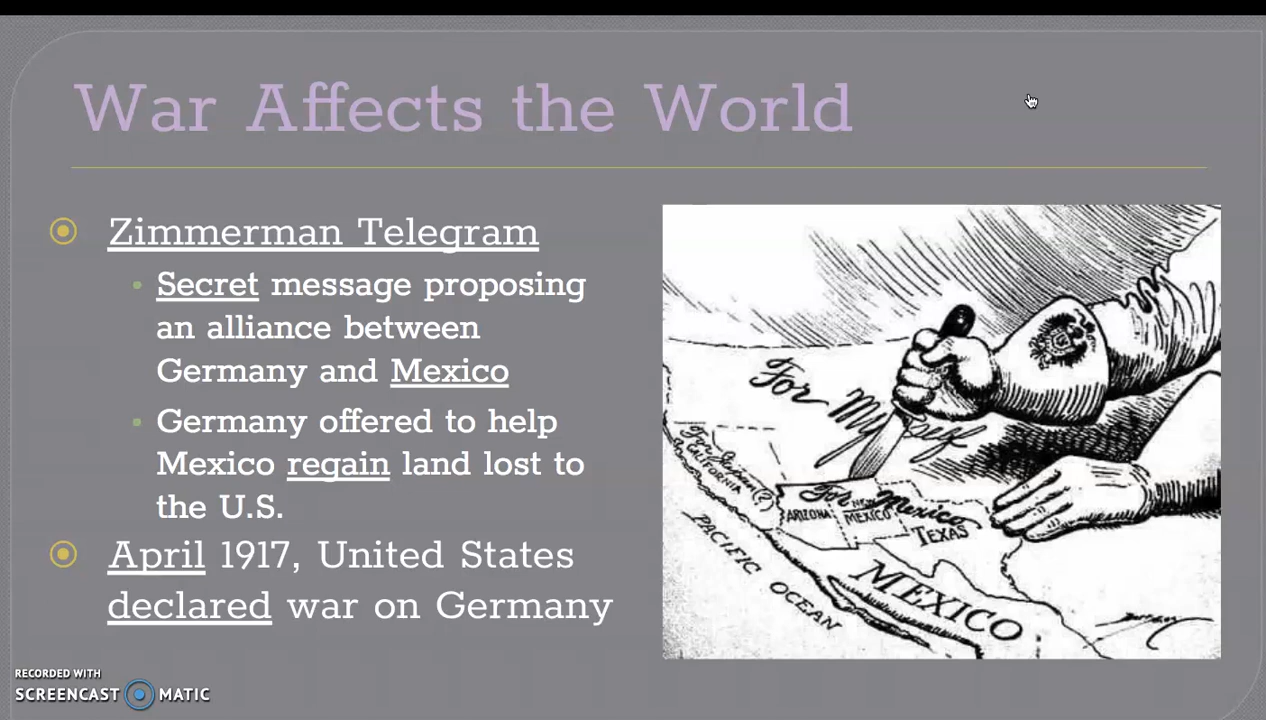 War Affects the World
Zimmerman Telegram
Secret message proposing
an alliance between
Germany and Mexico
Germany offered to help
Mexico regain land lost to
the U.S.
April 1917, United States
declared war on Germany
For Myself
For Japan(?)
CALIFORNIA
For Mexico
ARIZONA
NEW
MEXICO
TEXAS
PACIFIC OCEAN
MEXICO
RECORDED WITH
SCREENCAST MATIC